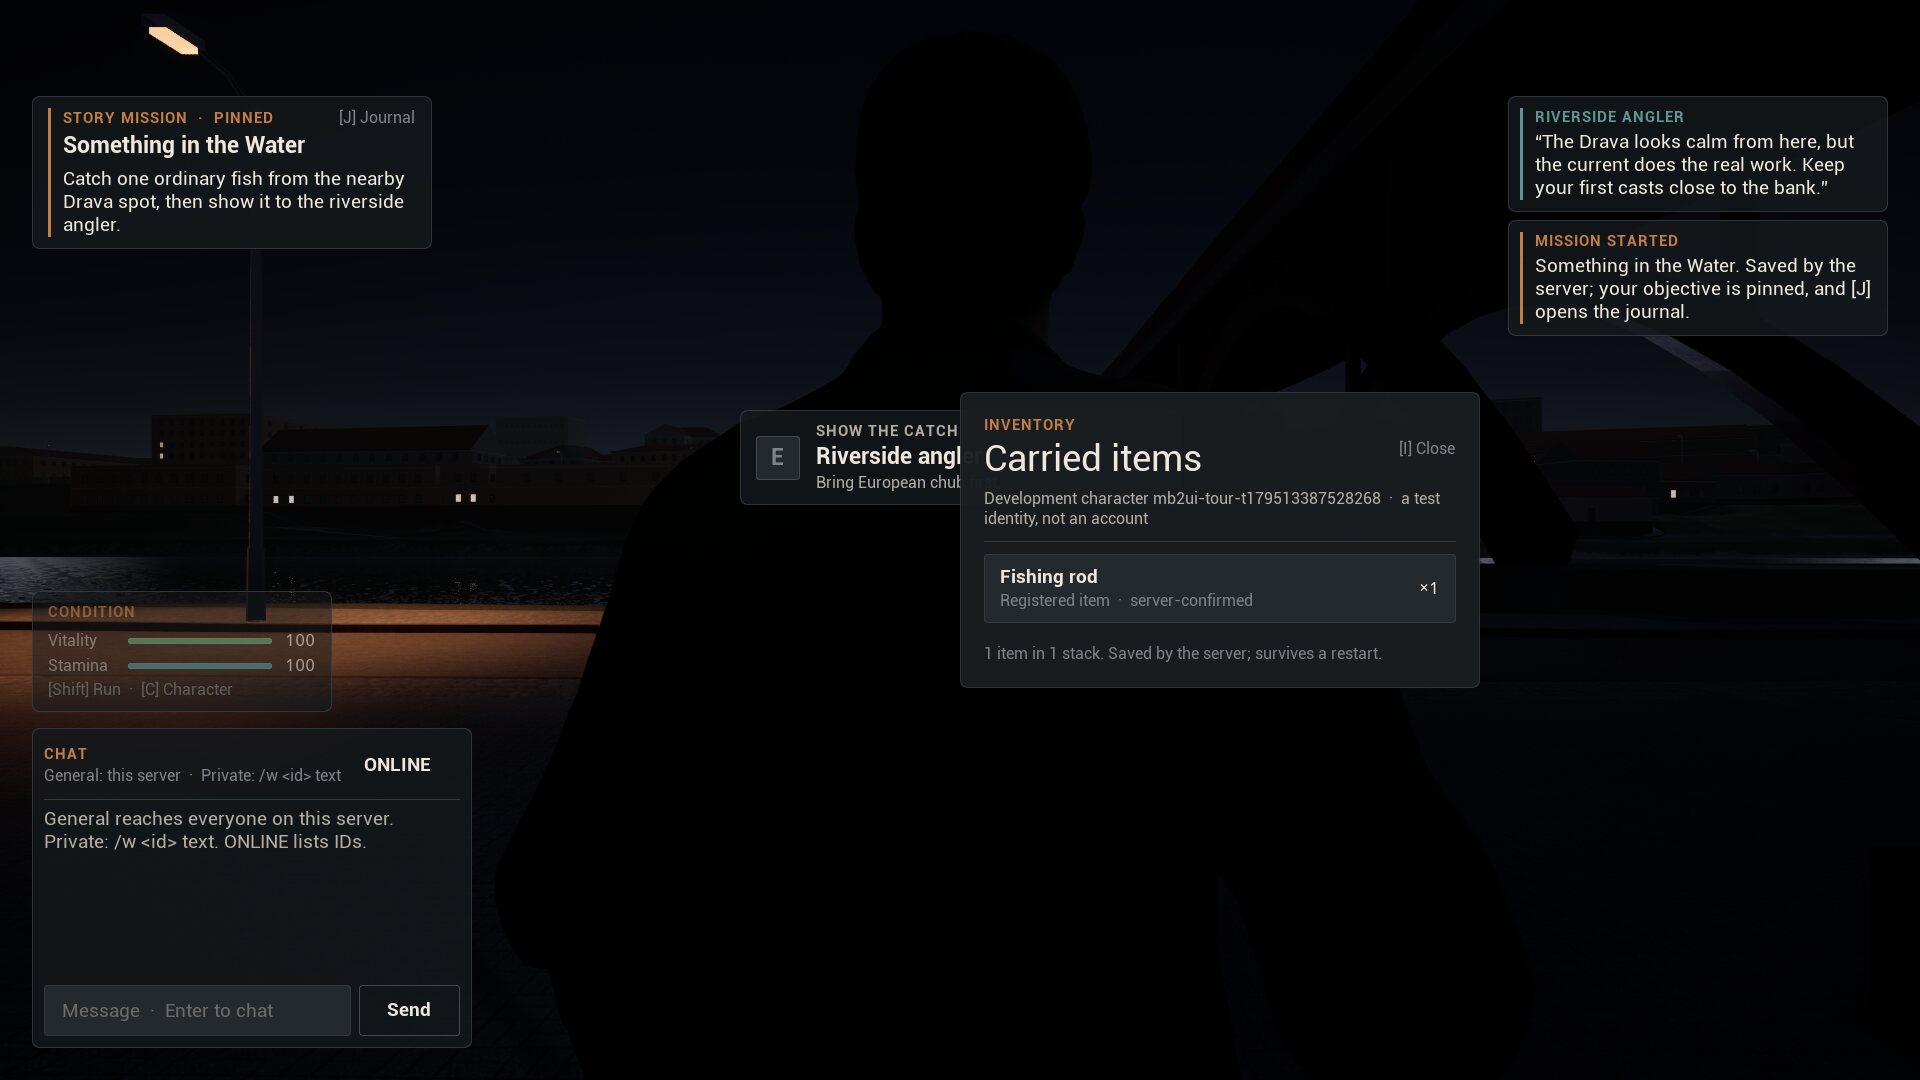 STORY MISSION · PINNED
[J] Journal
Something in the Water
Catch one ordinary fish from the nearby
Drava spot, then show it to the riverside
angler.
RIVERSIDE ANGLER
“The Drava looks calm from here, but
the current does the real work. Keep
your first casts close to the bank.”
MISSION STARTED
Something in the Water. Saved by the
server; your objective is pinned, and [J]
opens the journal.
E
SHOW THE CATCH
Riverside angl
Bring European chub first.
INVENTORY
Carried items
[I] Close
Development character mb2ui-tour-t179513387528268 · a test
identity, not an account
Fishing rod
Registered item · server-confirmed
×1
1 item in 1 stack. Saved by the server; survives a restart.
CONDITION
Vitality 100
Stamina 100
[Shift] Run · [C] Character
CHAT
General: this server · Private: /w <id> text
ONLINE
General reaches everyone on this server.
Private: /w <id> text. ONLINE lists IDs.
Message · Enter to chat
Send